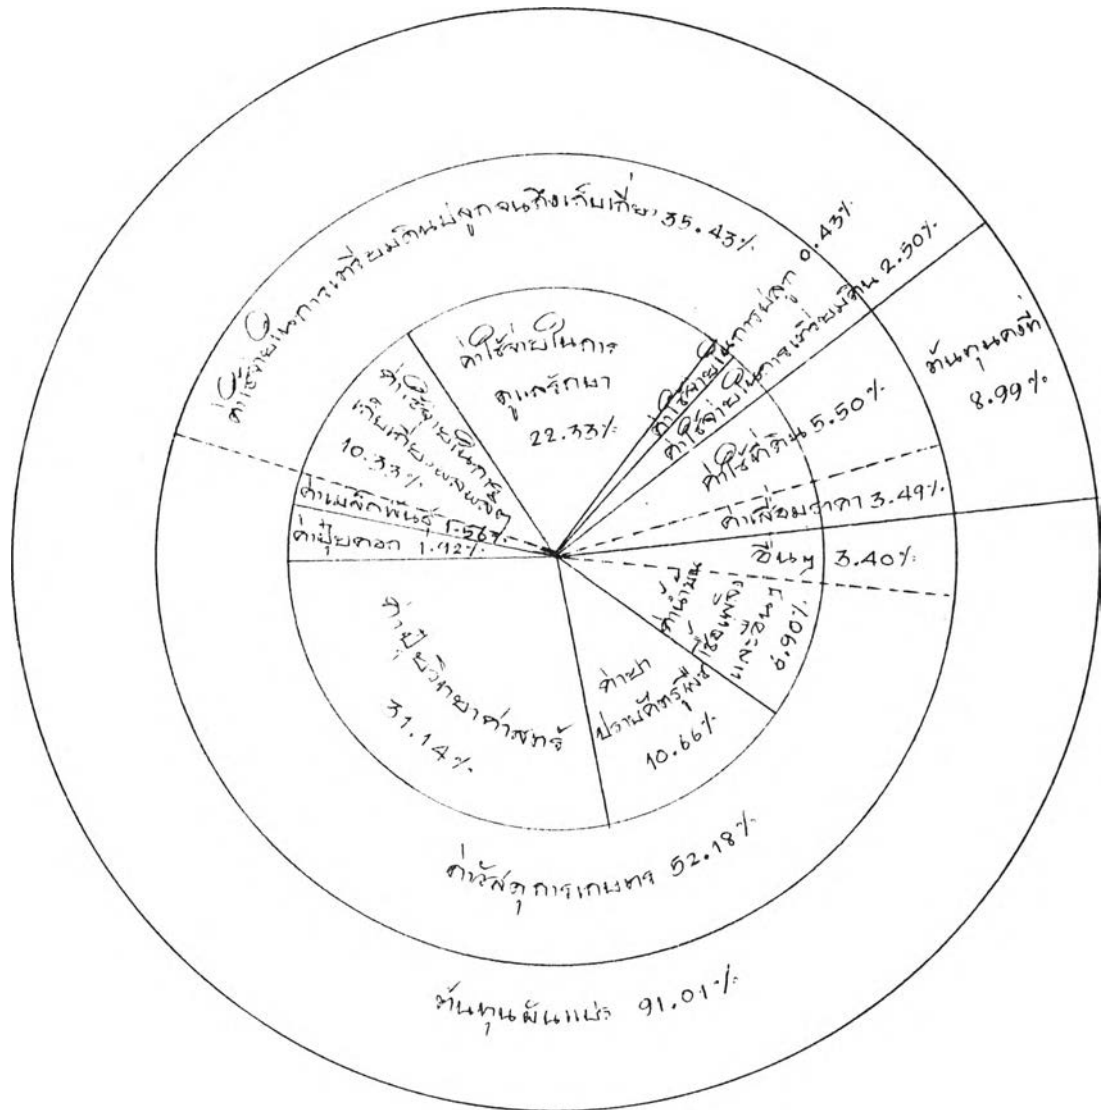 ค่าใช้จ่ายในการเตรียมดินปลูกจนถึงเก็บเกี่ยว 35.43%
ค่าใช้จ่ายในการปลูก 0.43%
ค่าใช้จ่ายในการเตรียมดิน 2.50%
ต้นทุนคงที่
8.99%
ค่าใช้จ่ายในการ
ดูแลรักษา
22.33%
ค่าใช้จ่ายในการ
เก็บเกี่ยวผลผลิต
10.33%
ค่าใช้ที่ดิน 5.50%
ค่าเสื่อมราคา 3.49%
ค่าเมล็ดพันธุ์ 1.56%
ค่าปุ๋ยคอก 1.92%
อื่นๆ 3.40%
ค่าน้ำมัน
เชื้อเพลิง
และอื่นๆ
6.90%
ค่ายา
ปราบศัตรูพืช
10.66%
ค่าปุ๋ยวิทยาศาสตร์
31.14%
ค่าวัสดุการเกษตร 52.18%
ต้นทุนผันแปร 91.01%